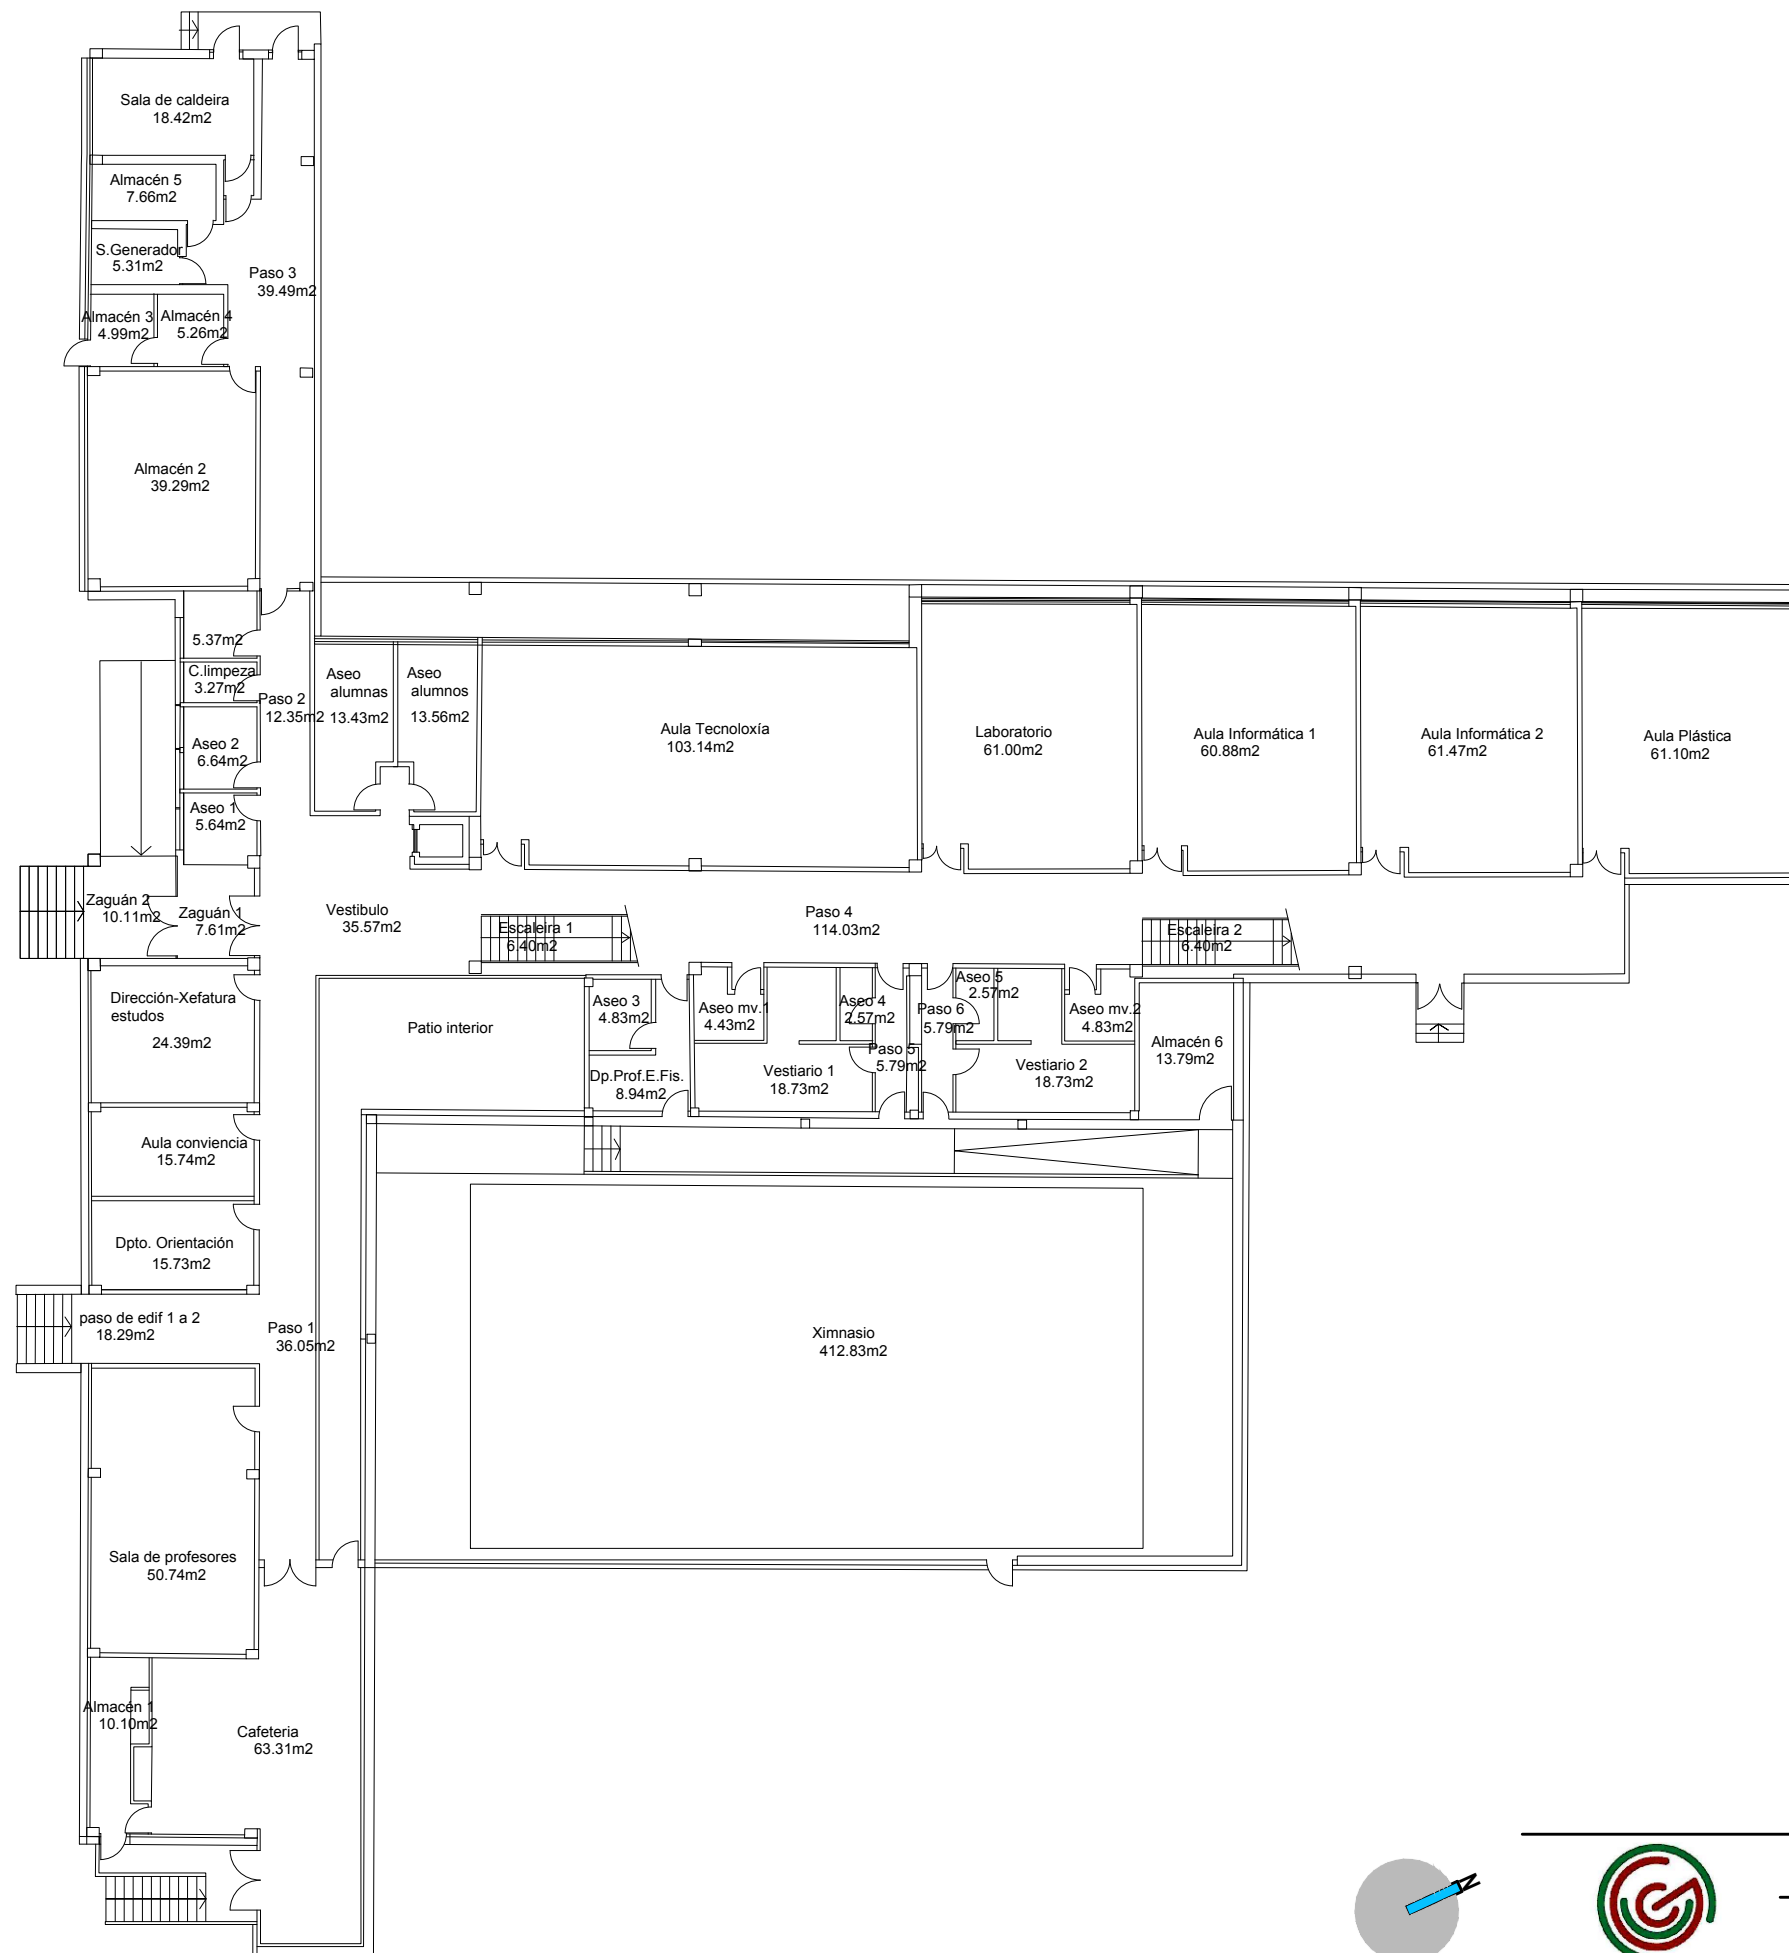 Sala de caldeira
18.42m2
Almacén 5
7.66m2
S.Generador
5.31m2
Paso 3
39.49m2
Almacén 3
4.99m2
Almacén 4
5.26m2
Almacén 2
39.29m2
5.37m2
C.limpeza
3.27m2
Paso 2
12.35m2
Aseo
alumnas
13.43m2
Aseo
alumnos
13.56m2
Aseo 2
6.64m2
Aseo 1
5.64m2
Aula Tecnoloxía
103.14m2
Laboratorio
61.00m2
Aula Informática 1
60.88m2
Aula Informática 2
61.47m2
Aula Plástica
61.10m2
Zaguán 2
10.11m2
Zaguán 1
7.61m2
Vestibulo
35.57m2
Escaleira 1
6.40m2
Paso 4
114.03m2
Escaleira 2
6.40m2
Dirección-Xefatura
estudos
24.39m2
Patio interior
Aseo 3
4.83m2
Aseo mv.1
4.43m2
Aseo 4
2.57m2
Paso 6
5.79m2
Aseo 5
2.57m2
Aseo mv.2
4.83m2
Almacén 6
13.79m2
Dp.Prof.E.Fis.
8.94m2
Vestiario 1
18.73m2
Paso 5
5.79m2
Vestiario 2
18.73m2
Aula conviencia
15.74m2
Dpto. Orientación
15.73m2
paso de edif 1 a 2
18.29m2
Paso 1
36.05m2
Ximnasio
412.83m2
Sala de profesores
50.74m2
Almacén 1
10.10m2
Cafeteria
63.31m2
N